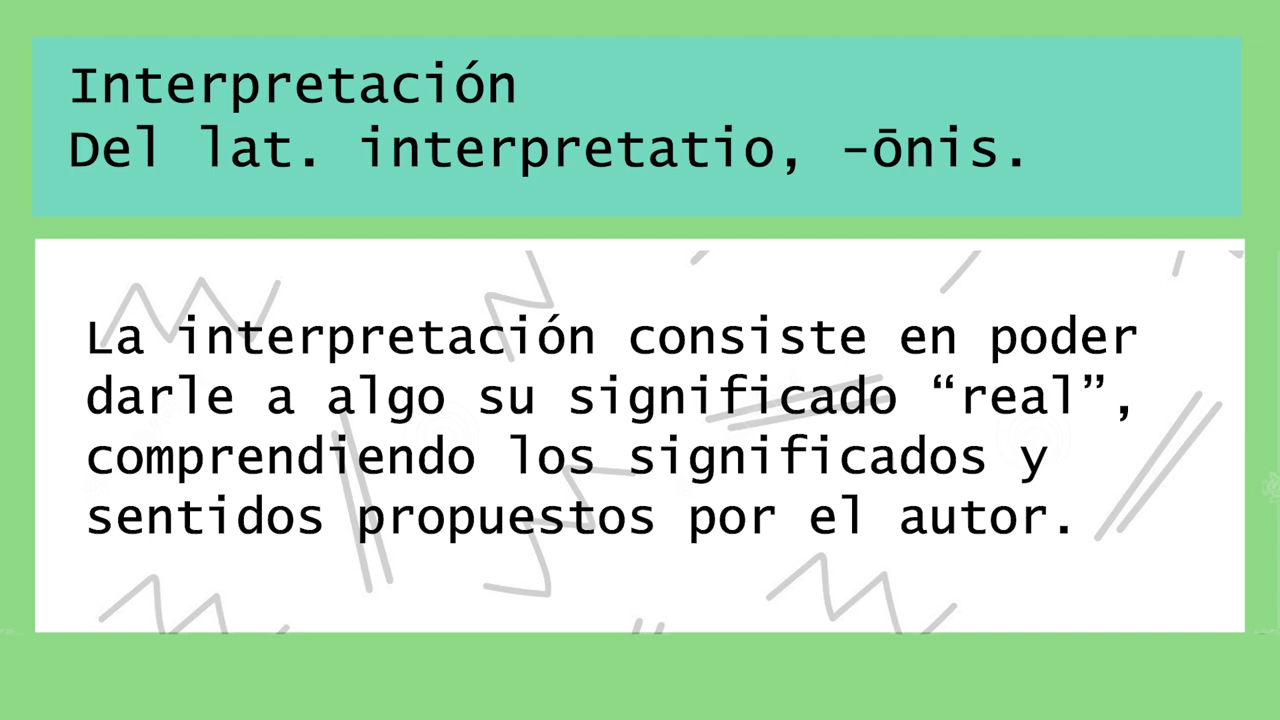 Interpretación
Del lat. interpretatio, -ōnis.
La interpretación consiste en poder
darle a algo su significado “real”,
comprendiendo los significados y
sentidos propuestos por el autor.